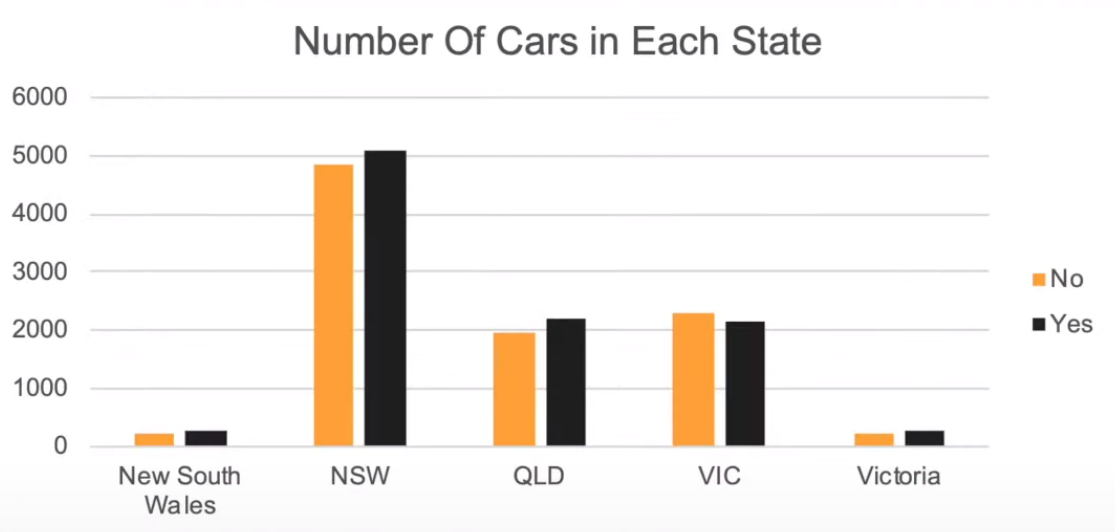 Number Of Cars in Each State
6000
5000
4000
3000
2000
1000
0
New South
Wales
NSW
QLD
VIC
Victoria
No
Yes